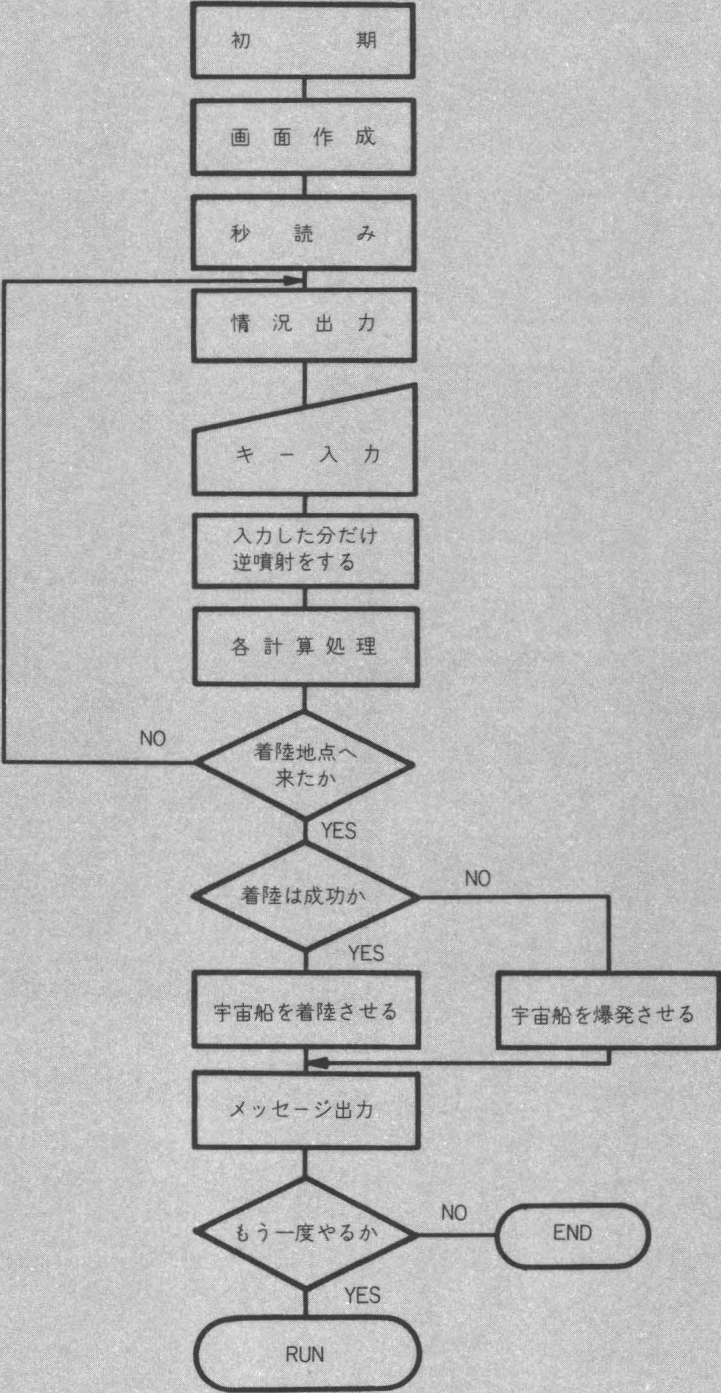 初期
画面作成
秒読み
情況出力
キー入力
入力した分だけ
逆噴射をする
各計算処理
NO
着陸地点へ
来たか
YES
着陸は成功か
NO
YES
宇宙船を着陸させる
宇宙船を爆発させる
メッセージ出力
もう一度やるか
NO
END
YES
RUN